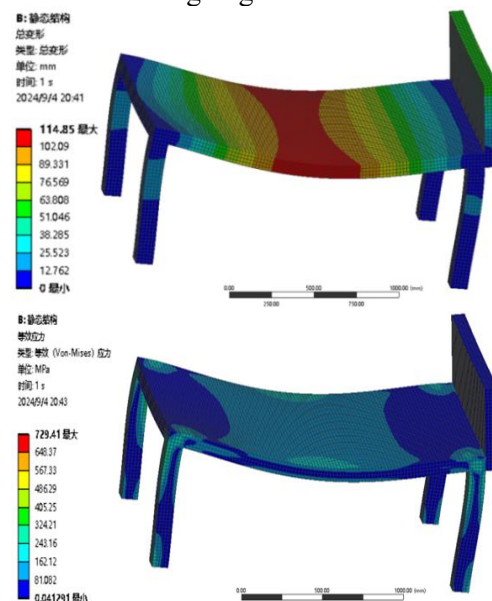 B: 静态结构
总变形
类型: 总变形
单位: mm
时间: 1 s
2024/9/4 20:41
114.85 最大
102.09
89.331
76.569
63.808
51.046
38.285
25.523
12.762
0 最小
0.00 500.00 1000.00 (mm)
250.00 750.00
B: 静态结构
等效应力
类型: 等效 (Von-Mises) 应力
单位: MPa
时间: 1 s
2024/9/4 20:43
729.41 最大
648.37
567.33
486.29
405.25
324.21
243.16
162.12
81.082
0.041291 最小
1000.00 (mm)